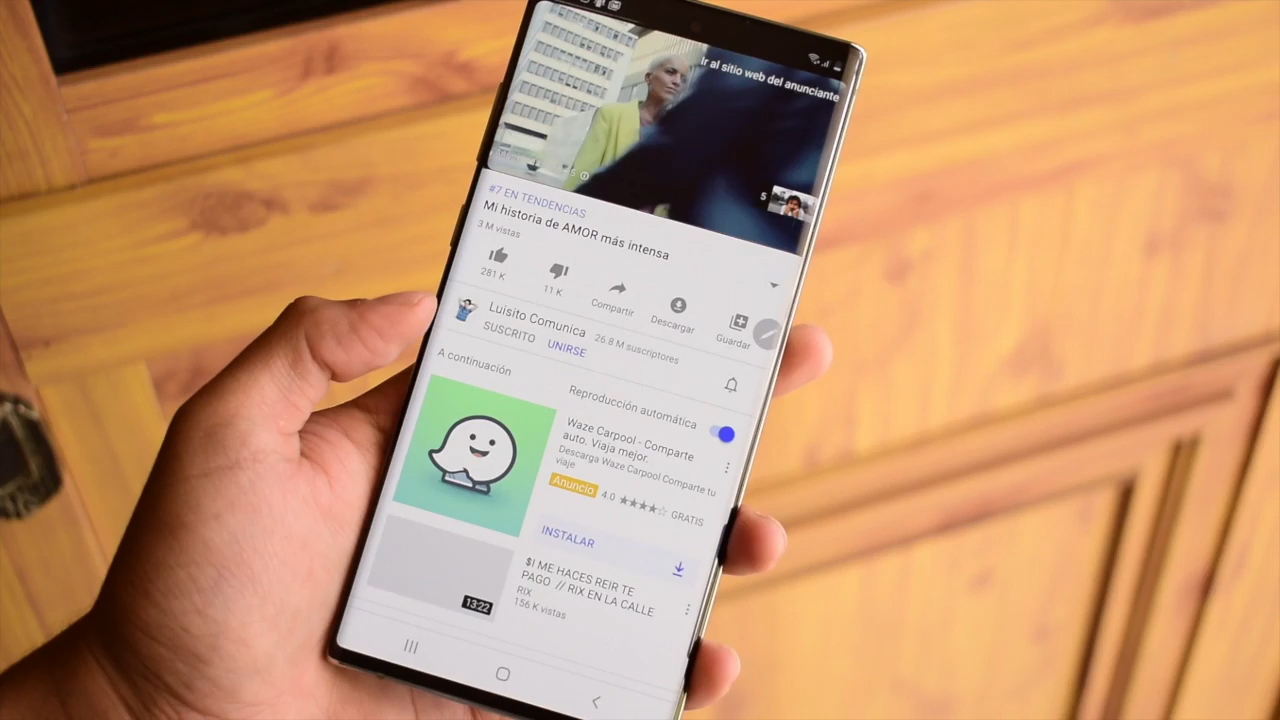 Ir al sitio web del anunciante
5
#7 EN TENDENCIAS
Mi historia de AMOR más intensa
3 M vistas
281 K
11 K
Compartir
Descargar
Guardar
Luisito Comunica
26.8 M suscriptores
SUSCRITO UNIRSE
A continuación
Reproducción automática
Waze Carpool - Comparte
auto. Viaja mejor.
Descarga Waze Carpool Comparte tu
viaje
Anuncio 4.0 ★★★★☆ GRATIS
INSTALAR
$I ME HACES REIR TE
PAGO // RIX EN LA CALLE
RIX
156 K vistas
13:22